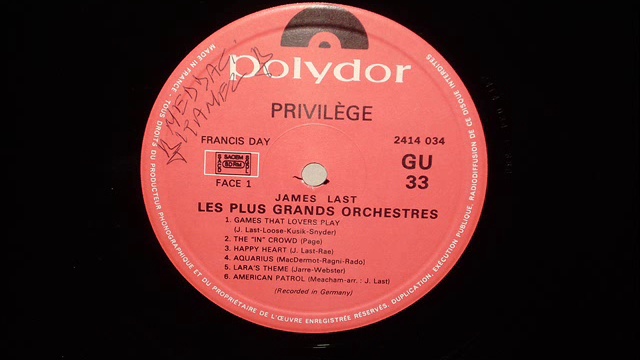 polydor
PRIVILÈGE
FRANCIS DAY
2414 034
SACEM
GU
33
FACE 1
JAMES LAST
LES PLUS GRANDS ORCHESTRES
1. GAMES THAT LOVERS PLAY
(J. Last-Loose-Kusik-Snyder)
2. THE "IN" CROWD (Page)
3. HAPPY HEART (J. Last-Rae)
4. AQUARIUS (MacDermot-Ragni-Rado)
5. LARA'S THEME (Jarre-Webster)
6. AMERICAN PATROL (Meacham-arr. : J. Last)
(Recorded in Germany)
MADE IN FRANCE · TOUS DROITS DU PRODUCTEUR PHONOGRAPHIQUE ET DU PROPRIÉTAIRE DE L'ŒUVRE ENREGISTRÉE RÉSERVÉS, DUPLICATION, EXÉCUTION PUBLIQUE, RADIODIFFUSION DE CE DISQUE INTERDITES